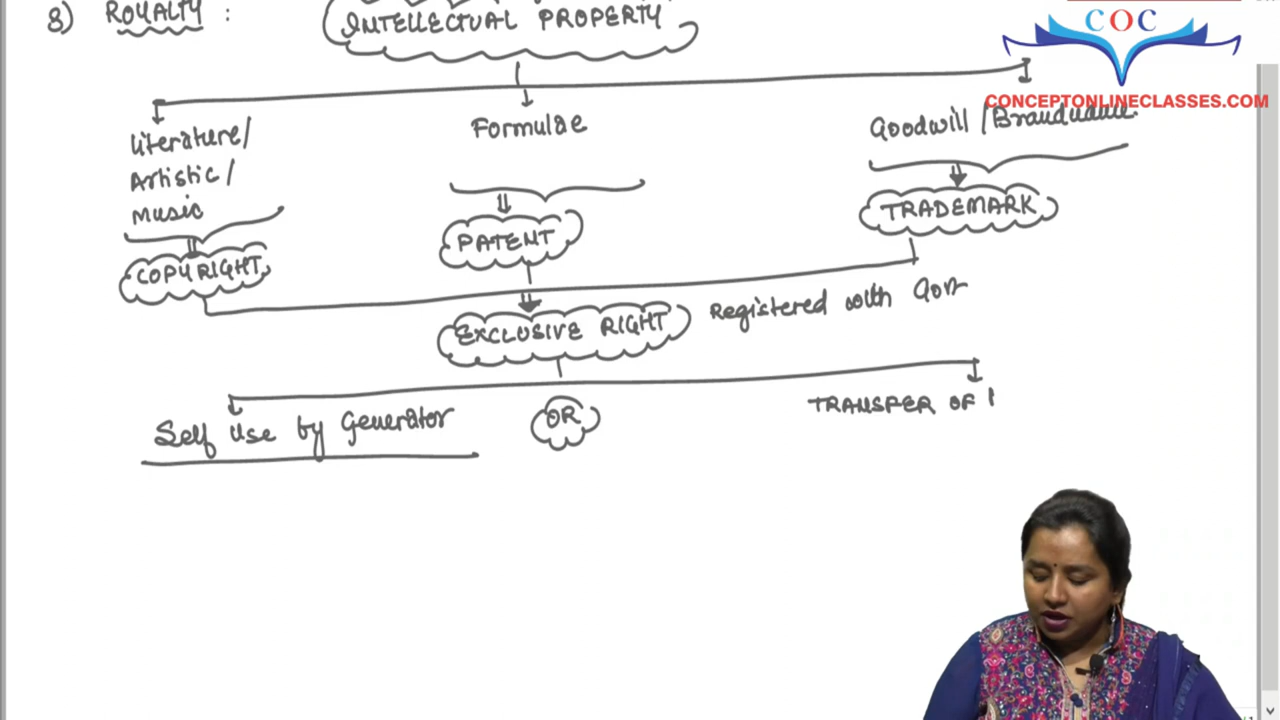 8) ROYALTY :
INTELLECTUAL PROPERTY
COC
CONCEPTONLINECLASSES.COM
Literature/
Artistic/
Music
Formulae
Goodwill / Brandname
COPYRIGHT
PATENT
TRADEMARK
EXCLUSIVE RIGHT Registered with Govt
Self Use by Generator
OR
TRANSFER OF